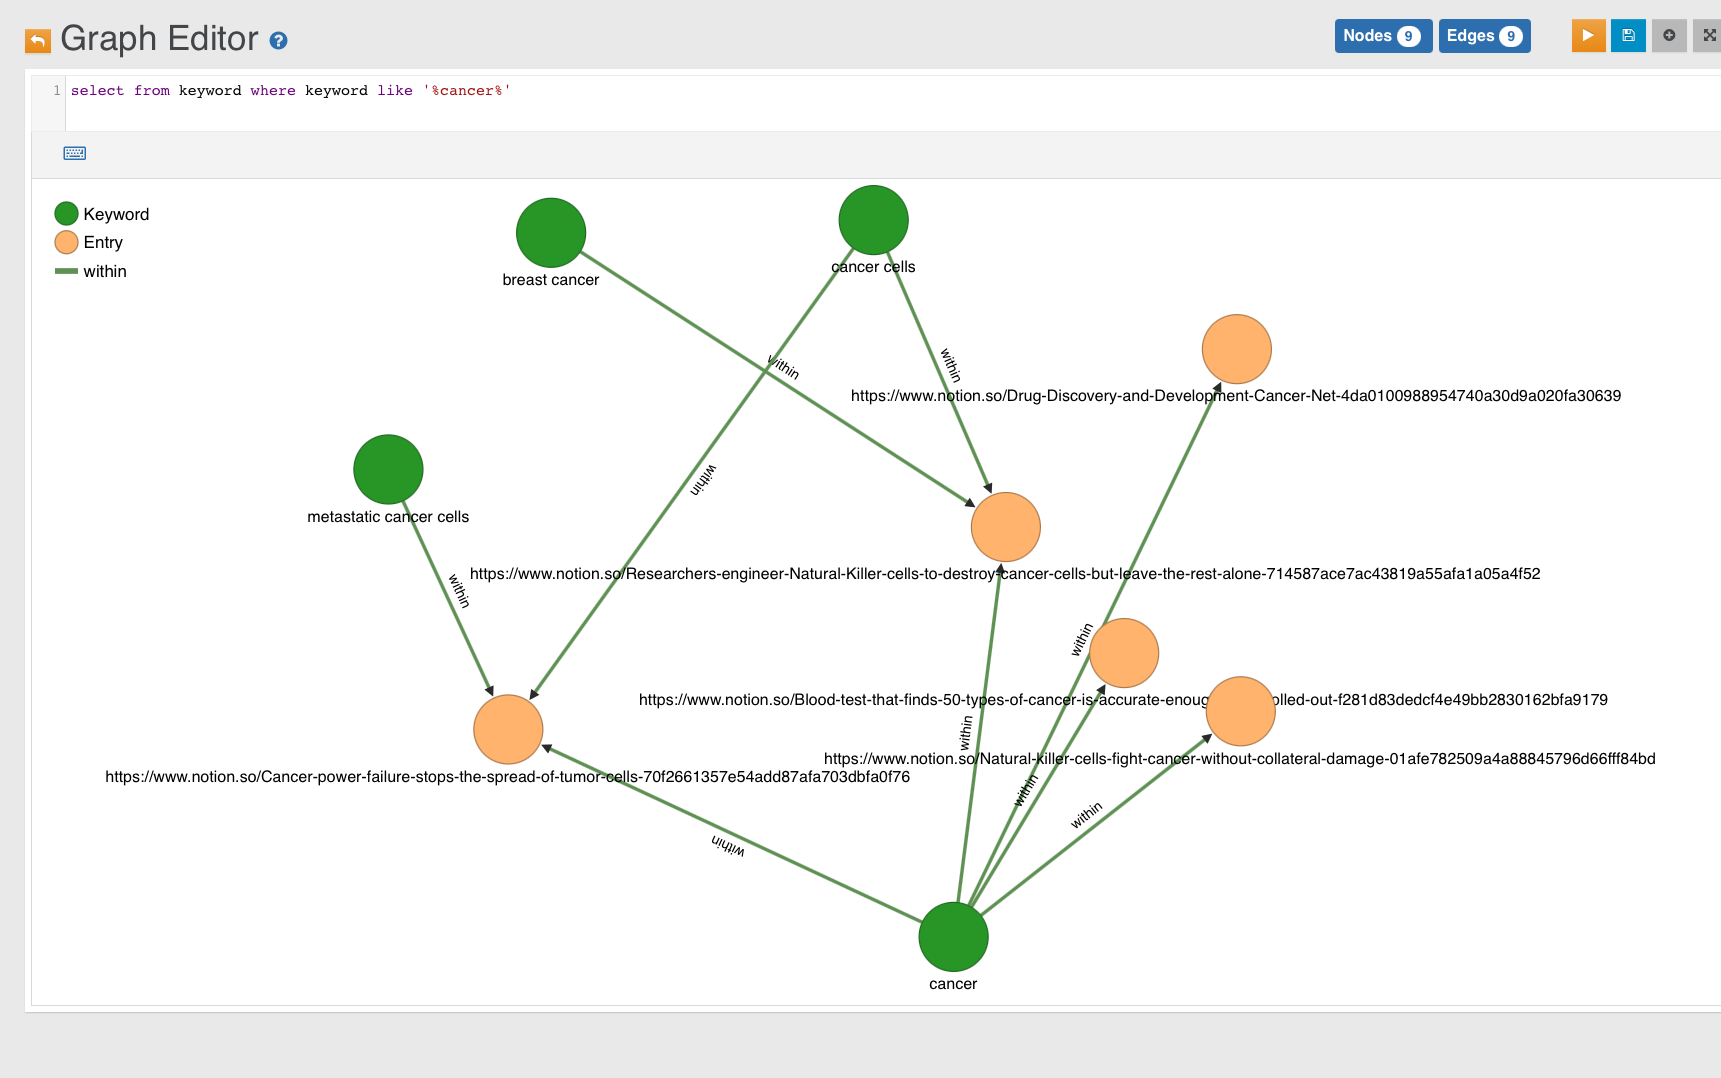 Graph Editor
Nodes 9 Edges 9
1 select from keyword where keyword like '%cancer%'
Keyword
Entry
within
breast cancer
cancer cells
within
within
https://www.notion.so/Drug-Discovery-and-Development-Cancer-Net-4da0100988954740a30d9a020fa30639
within
metastatic cancer cells
within
https://www.notion.so/Researchers-engineer-Natural-Killer-cells-to-destroy-cancer-cells-but-leave-the-rest-alone-714587ace7ac43819a55afa1a05a4f52
within
https://www.notion.so/Blood-test-that-finds-50-types-of-cancer-is-accurate-enoug olled-out-f281d83dedcf4e49bb2830162bfa9179
within
https://www.notion.so/Natural-killer-cells-fight-cancer-without-collateral-damage-01afe782509a4a88845796d66fff84bd
https://www.notion.so/Cancer-power-failure-stops-the-spread-of-tumor-cells-70f2661357e54add87afa703dbfa0f76
within
within
within
cancer